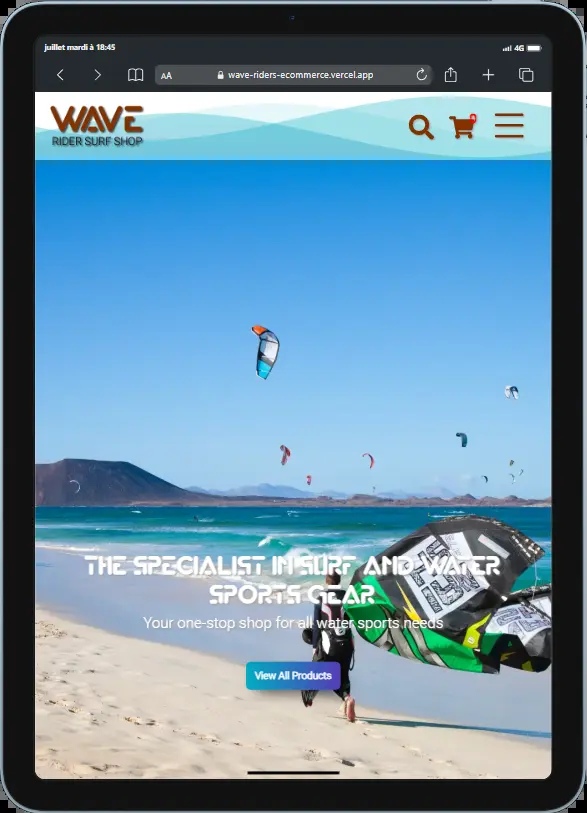 juillet mardi à 18:45
4G
AA
wave-riders-ecommerce.vercel.app
WAVE
RIDER SURF SHOP
0
THE SPECIALIST IN SURF AND WATER
SPORTS GEAR
Your one-stop shop for all water sports needs
View All Products